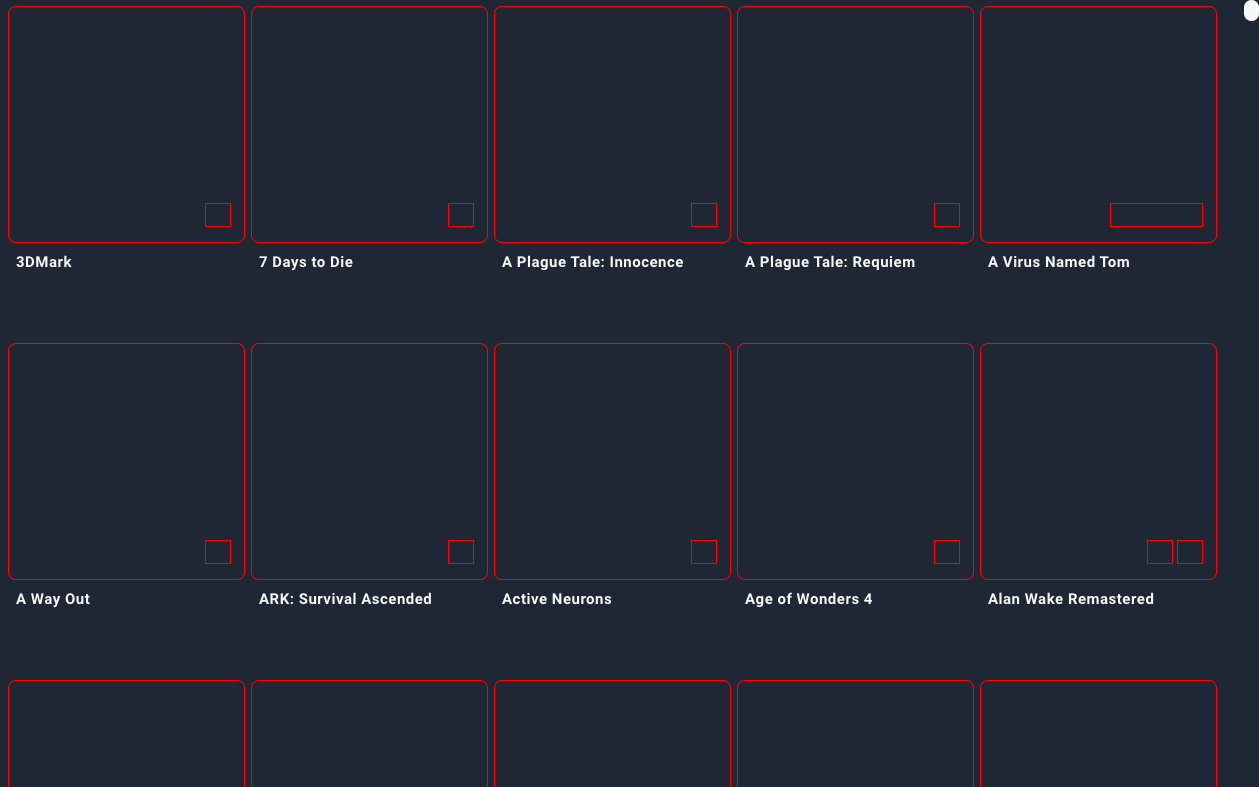 3DMark
7 Days to Die
A Plague Tale: Innocence
A Plague Tale: Requiem
A Virus Named Tom
A Way Out
ARK: Survival Ascended
Active Neurons
Age of Wonders 4
Alan Wake Remastered